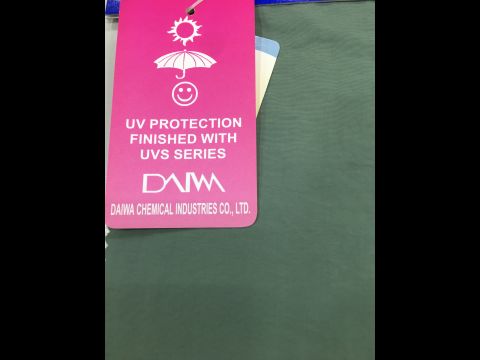 UV PROTECTION
FINISHED WITH
UVS SERIES
DAIWA
DAIWA CHEMICAL INDUSTRIES CO., LTD.